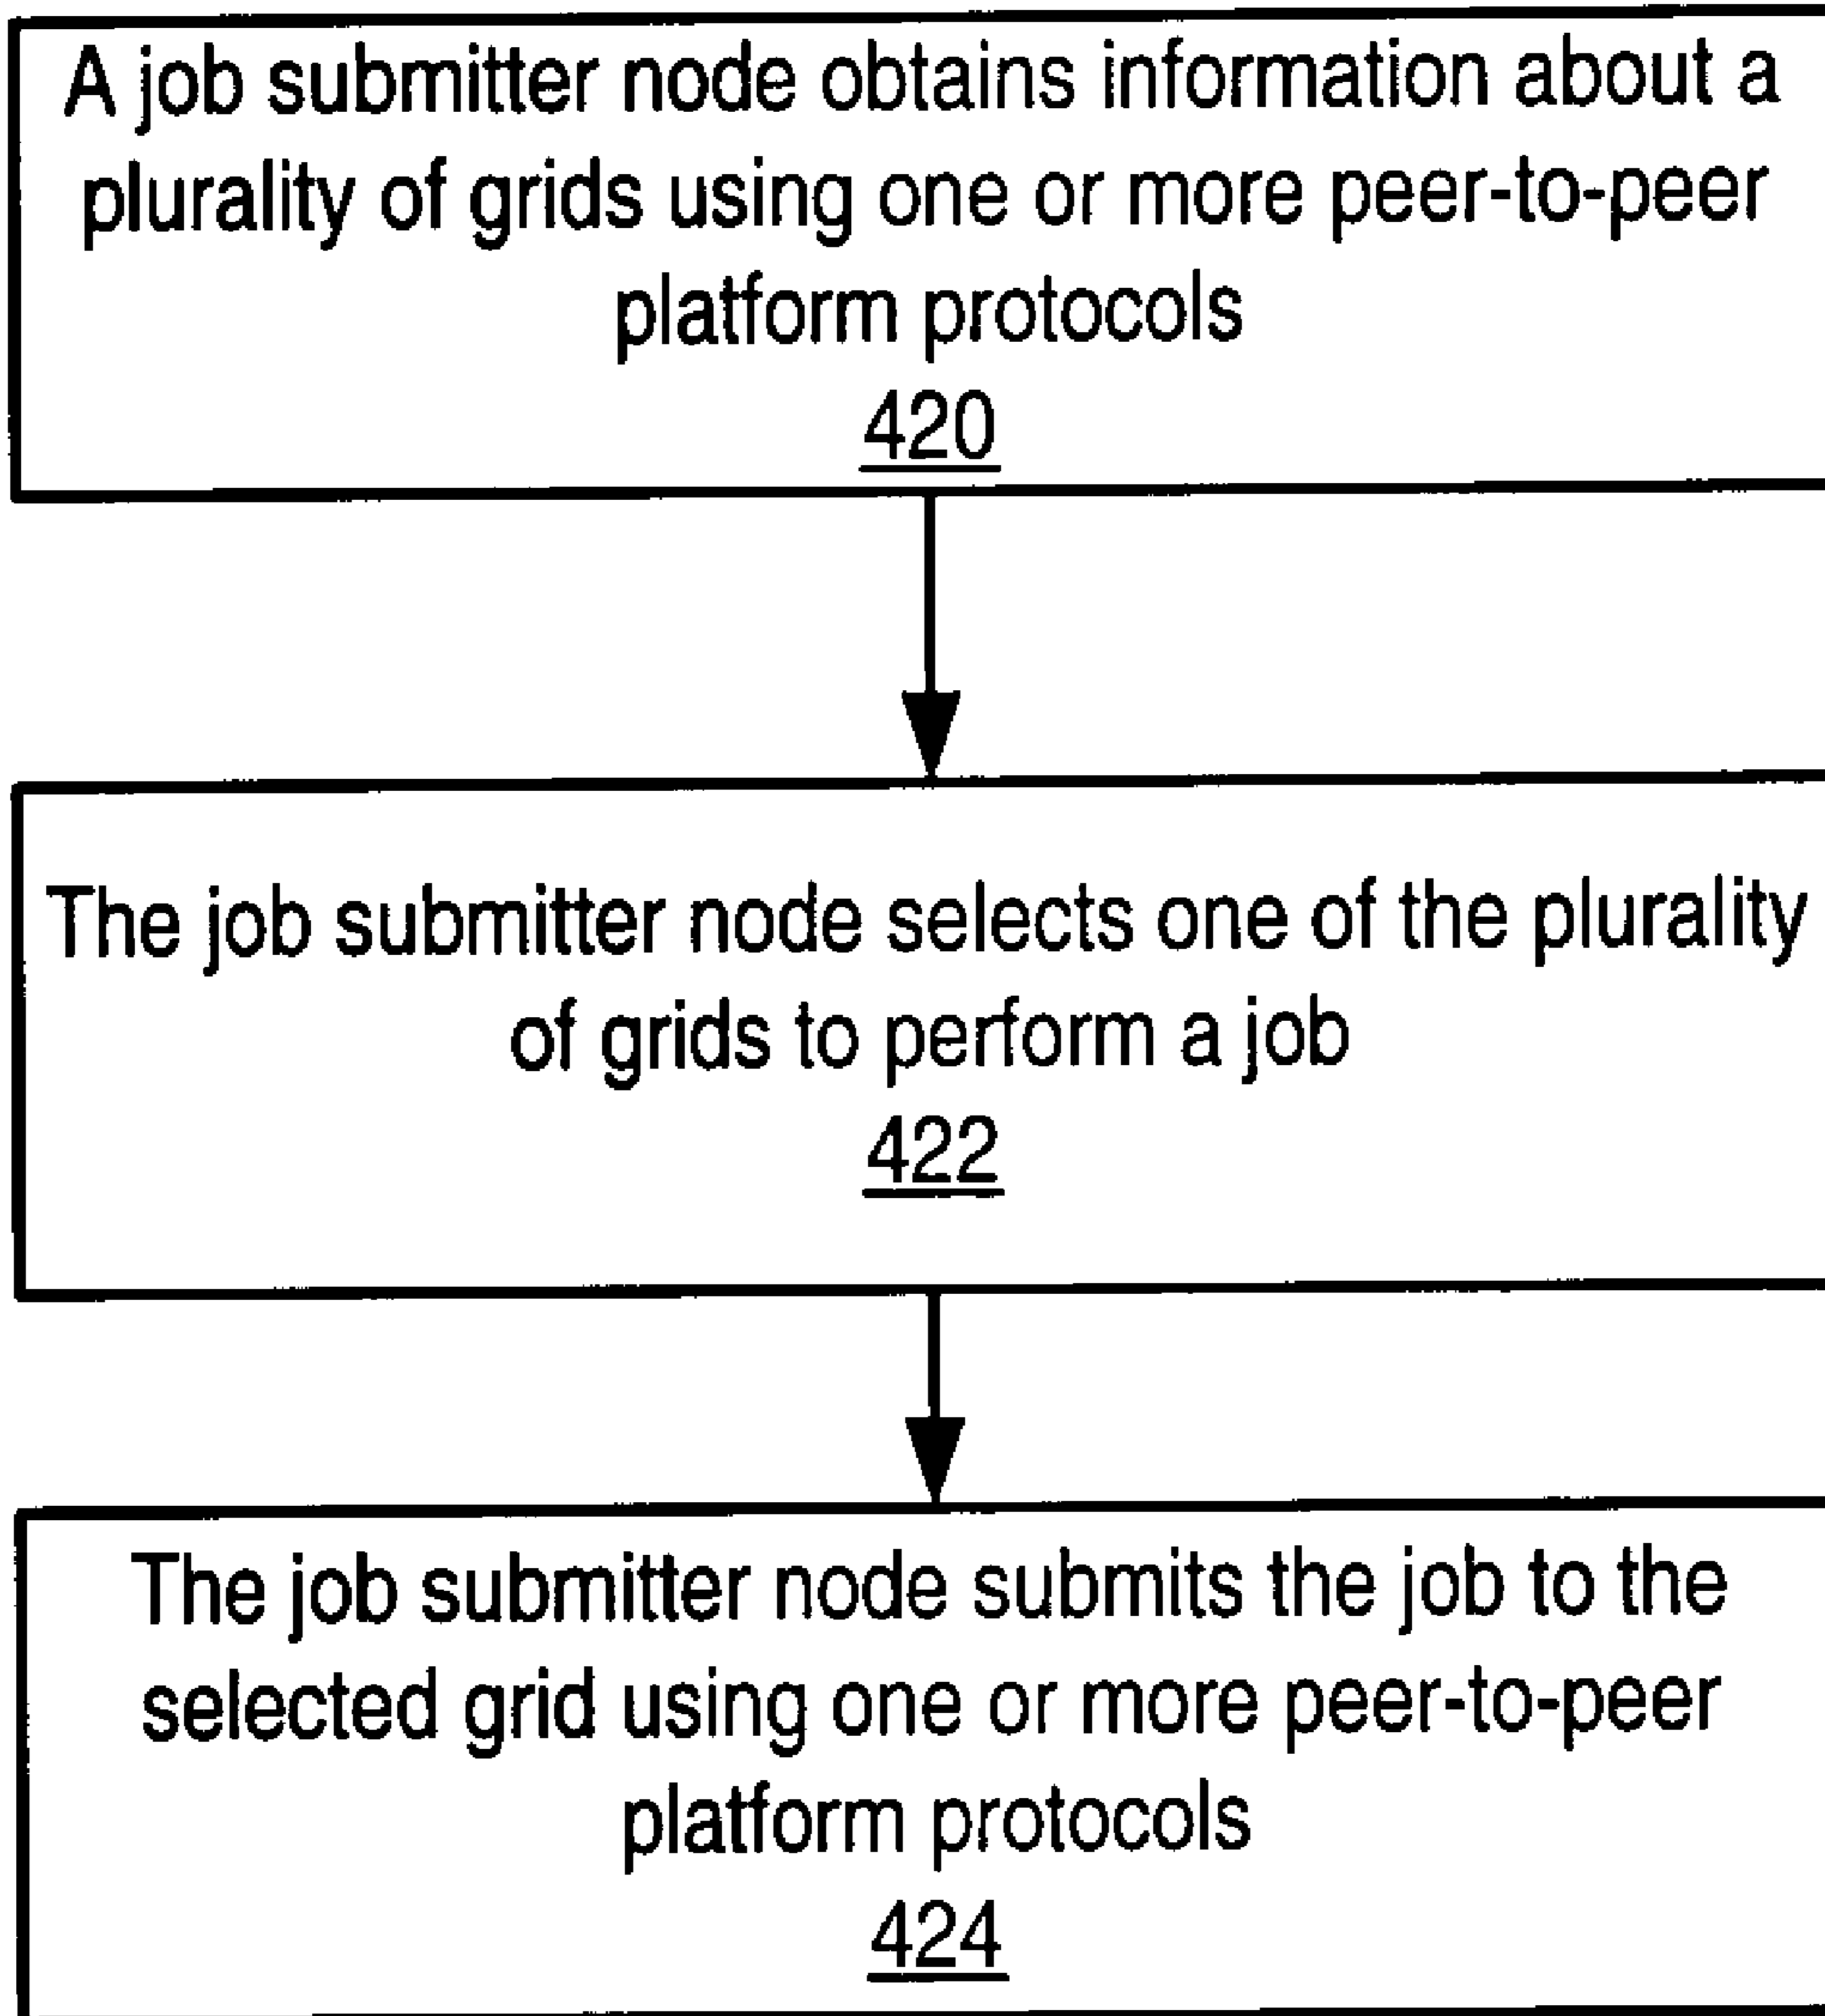 A job submitter node obtains information about a
plurality of grids using one or more peer-to-peer
platform protocols
420
The job submitter node selects one of the plurality
of grids to perform a job
422
The job submitter node submits the job to the
selected grid using one or more peer-to-peer
platform protocols
424